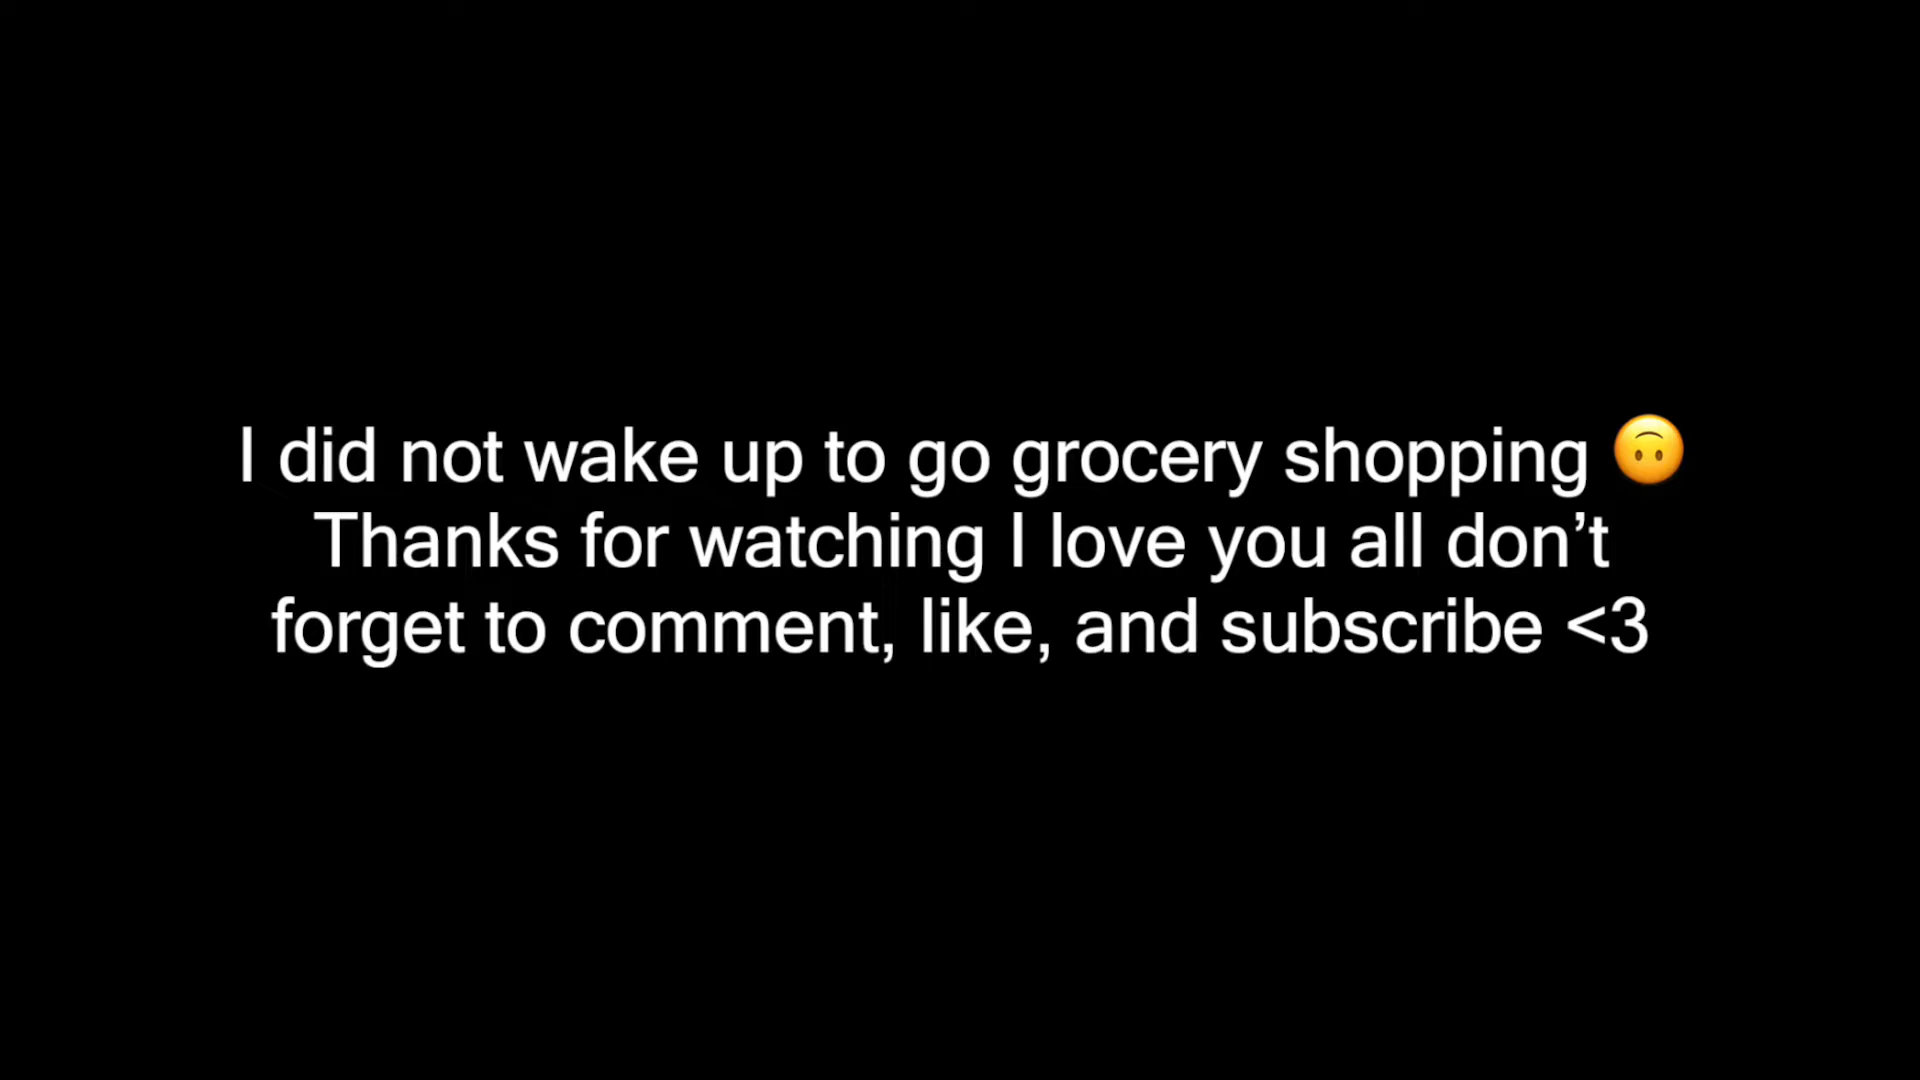 I did not wake up to go grocery shopping 🙃
Thanks for watching I love you all don’t
forget to comment, like, and subscribe <3